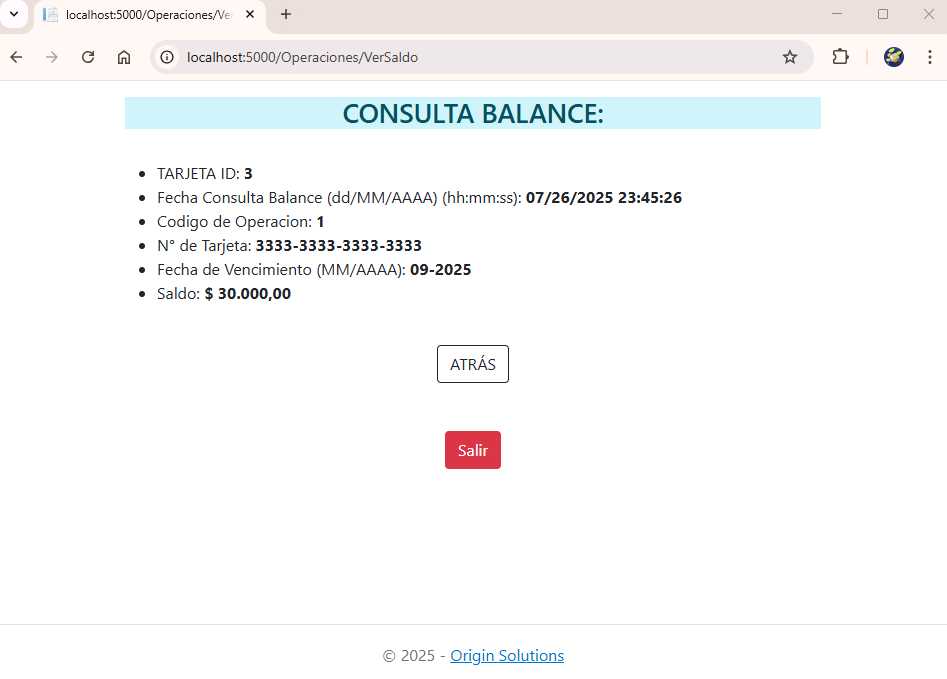 localhost:5000/Operaciones/Ve
localhost:5000/Operaciones/VerSaldo
CONSULTA BALANCE:
TARJETA ID: 3
Fecha Consulta Balance (dd/MM/AAAA) (hh:mm:ss): 07/26/2025 23:45:26
Codigo de Operacion: 1
N° de Tarjeta: 3333-3333-3333-3333
Fecha de Vencimiento (MM/AAAA): 09-2025
Saldo: $ 30.000,00
ATRÁS
Salir
© 2025 - Origin Solutions